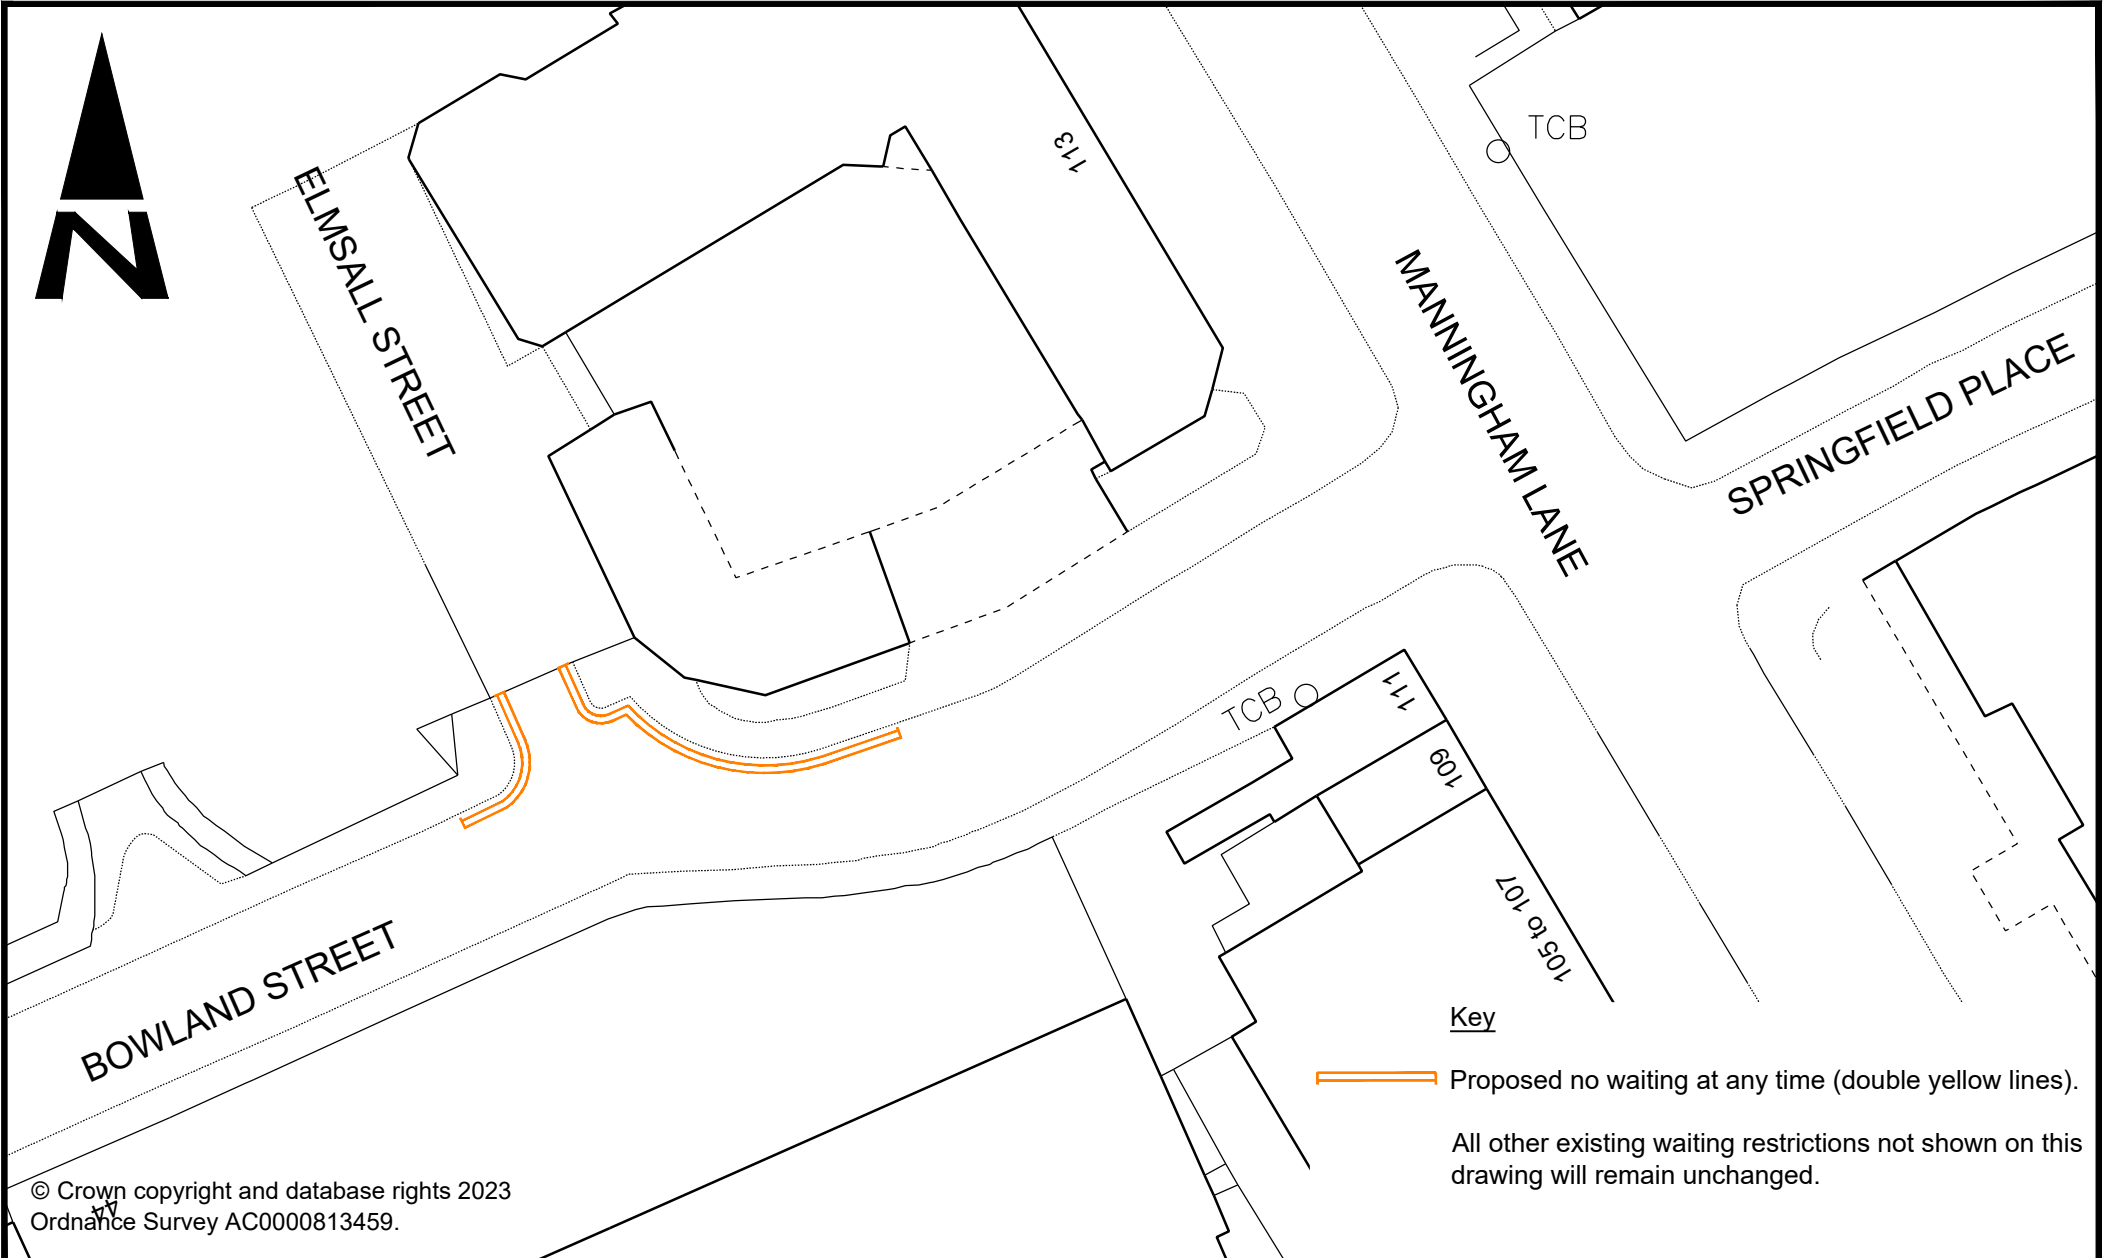 N
ELMSALL STREET
113
TCB
MANNINGHAM LANE
SPRINGFIELD PLACE
TCB
111
109
105 to 107
BOWLAND STREET
Key
Proposed no waiting at any time (double yellow lines).
All other existing waiting restrictions not shown on this
drawing will remain unchanged.
© Crown copyright and database rights 2023
44
Ordnance Survey AC0000813459.